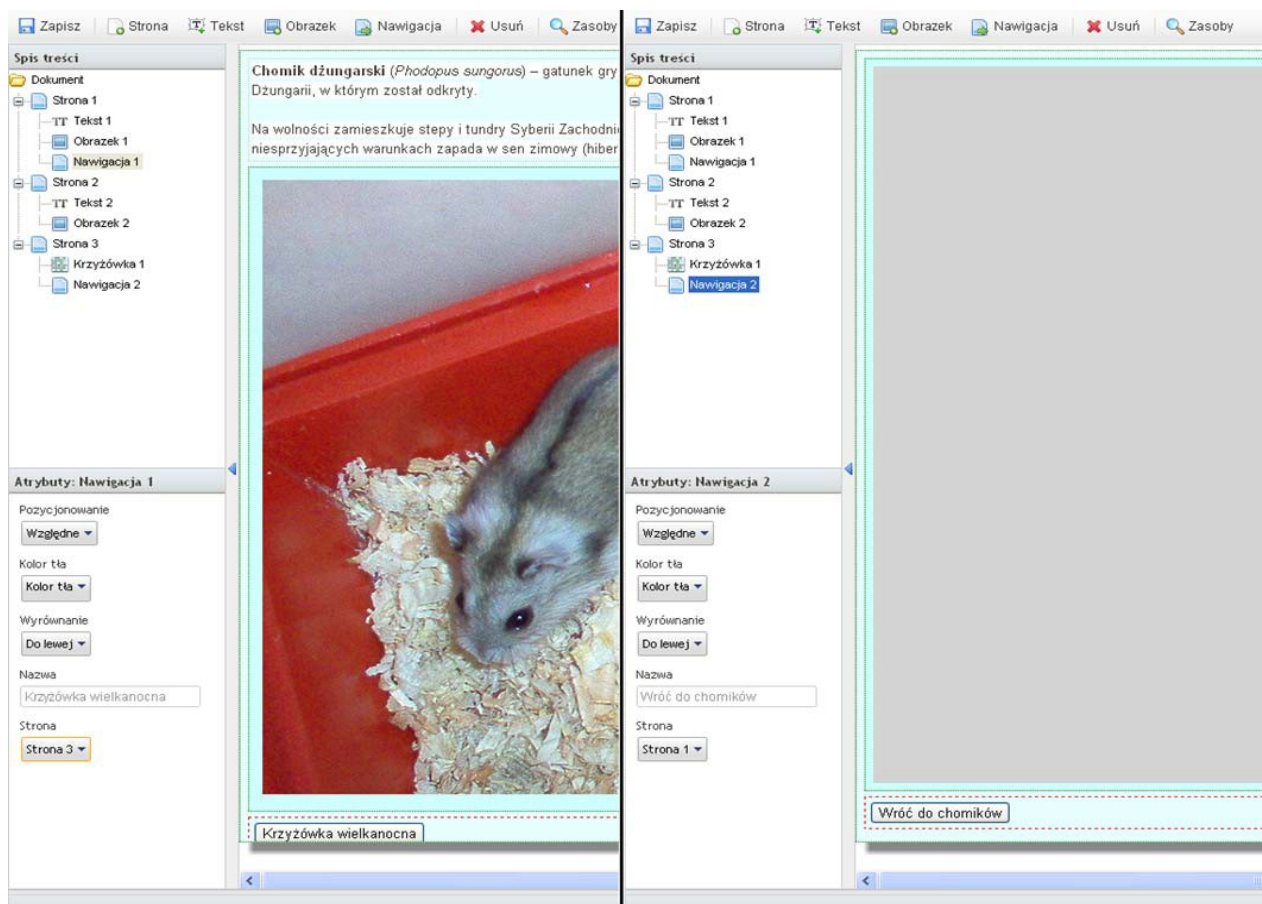 Zapisz Strona Tekst Obrazek Nawigacja Usuń Zasoby
Spis treści
Dokument
Strona 1
Tekst 1
Obrazek 1
Nawigacja 1
Strona 2
Tekst 2
Obrazek 2
Strona 3
Krzyżówka 1
Nawigacja 2
Atrybuty: Nawigacja 1
Pozycjonowanie
Względne
Kolor tła
Kolor tła
Wyrównanie
Do lewej
Nazwa
Krzyżówka wielkanocna
Strona
Strona 3
Chomik dżungarski (Phodopus sungorus) – gatunek gry
Dżungarii, w którym został odkryty.
Na wolności zamieszkuje stepy i tundry Syberii Zachodnie
niesprzyjających warunkach zapada w sen zimowy (hiber
Krzyżówka wielkanocna
Zapisz Strona Tekst Obrazek Nawigacja Usuń Zasoby
Spis treści
Dokument
Strona 1
Tekst 1
Obrazek 1
Nawigacja 1
Strona 2
Tekst 2
Obrazek 2
Strona 3
Krzyżówka 1
Nawigacja 2
Atrybuty: Nawigacja 2
Pozycjonowanie
Względne
Kolor tła
Kolor tła
Wyrównanie
Do lewej
Nazwa
Wróć do chomików
Strona
Strona 1
Wróć do chomików